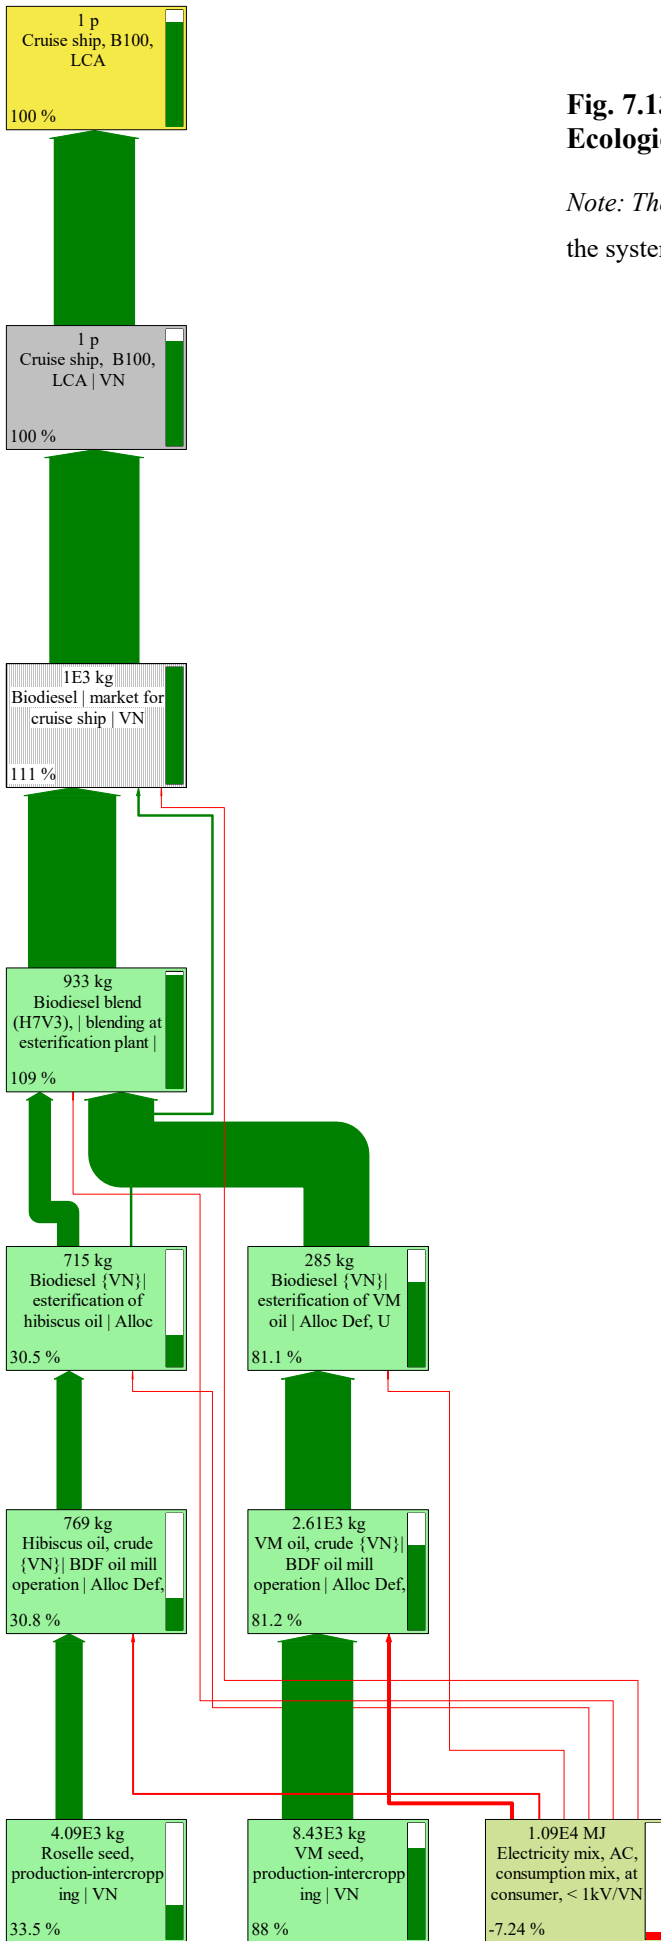 1 p
Cruise ship, B100,
LCA
100 %
Ecologi
Note: The
the system
1 p
Cruise ship, B100,
LCA | VN
100 %
1E3 kg
Biodiesel | market for
cruise ship | VN
111 %
933 kg
Biodiesel blend
(H7V3), | blending at
esterification plant |
109 %
715 kg
Biodiesel {VN}|
esterification of
hibiscus oil | Alloc
30.5 %
285 kg
Biodiesel {VN}|
esterification of VM
oil | Alloc Def, U
81.1 %
769 kg
Hibiscus oil, crude
{VN}| BDF oil mill
operation | Alloc Def,
30.8 %
2.61E3 kg
VM oil, crude {VN}|
BDF oil mill
operation | Alloc Def,
81.2 %
4.09E3 kg
Roselle seed,
production-intercropp
ing | VN
33.5 %
8.43E3 kg
VM seed,
production-intercropp
ing | VN
88 %
1.09E4 MJ
Electricity mix, AC,
consumption mix, at
consumer, < 1kV/VN
-7.24 %